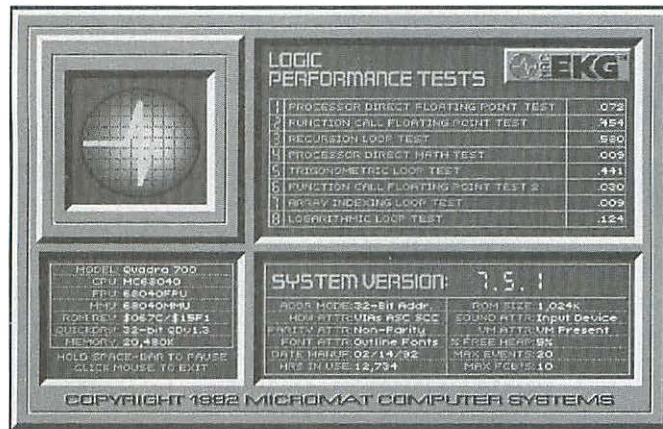 LOGIC
PERFORMANCE TESTS
MAC EKG™
1 PROCESSOR DIRECT FLOATING POINT TEST .072
2 FUNCTION CALL FLOATING POINT TEST .454
3 RECURSION LOOP TEST .580
4 PROCESSOR DIRECT MATH TEST .009
5 TRIGONOMETRIC LOOP TEST .441
6 FUNCTION CALL FLOATING POINT TEST 2 .030
7 ARRAY INDEXING LOOP TEST .009
8 LOGARITHMIC LOOP TEST .124
MODEL: Quadra 700
CPU: MC68040
FPU: 68040FPU
MMU: 68040MMU
ROM REV: $067C/$15F1
QUICKDRAW: 32-bit QDV1.3
MEMORY: 20,480K
HOLD SPACE-BAR TO PAUSE
CLICK MOUSE TO EXIT
SYSTEM VERSION: 7.5.1
ADDR MODE: 32-Bit Addr. ROM SIZE: 1,024K
HDW ATTR: VIAs ASC SCC SOUND ATTR: Input Device
PARITY ATTR: Non-Parity VM ATTR: VM Present
FONT ATTR: Outline Fonts % FREE HEAP: 9%
DATE MANUF: 02/14/92 MAX EVENTS: 20
HRS IN USE: 12,734 MAX FCB'S: 10
COPYRIGHT 1992 MICROMAT COMPUTER SYSTEMS